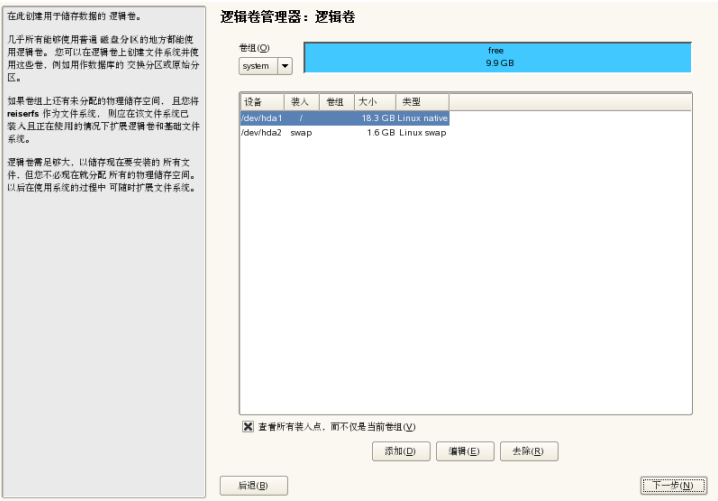 在此创建用于储存数据的 逻辑卷。
几乎所有能够使用普通 磁盘分区的地方都能使
用逻辑卷。 您可以在逻辑卷上创建文件系统并使
用这些卷，例如用作数据库的 交换分区或原始分
区。
如果卷组上还有未分配的物理储存空间， 且您将
reiserfs 作为文件系统， 则应在该文件系统已
装入且正在使用的情况下扩展逻辑卷和基础文件
系统。
逻辑卷需足够大，以储存现在要安装的 所有文
件，但您不必现在就分配 所有的物理储存空间。
以后在使用系统的过程中 可随时扩展文件系统。
逻辑卷管理器：逻辑卷
卷组(O)
system
free
9.9 GB
设备 装入 卷组 大小 类型
/dev/hda1 / 18.3 GB Linux native
/dev/hda2 swap 1.6 GB Linux swap
查看所有装入点，而不仅是当前卷组(V)
添加(D) 编辑(E) 去除(R)
后退(B) 下一步(N)